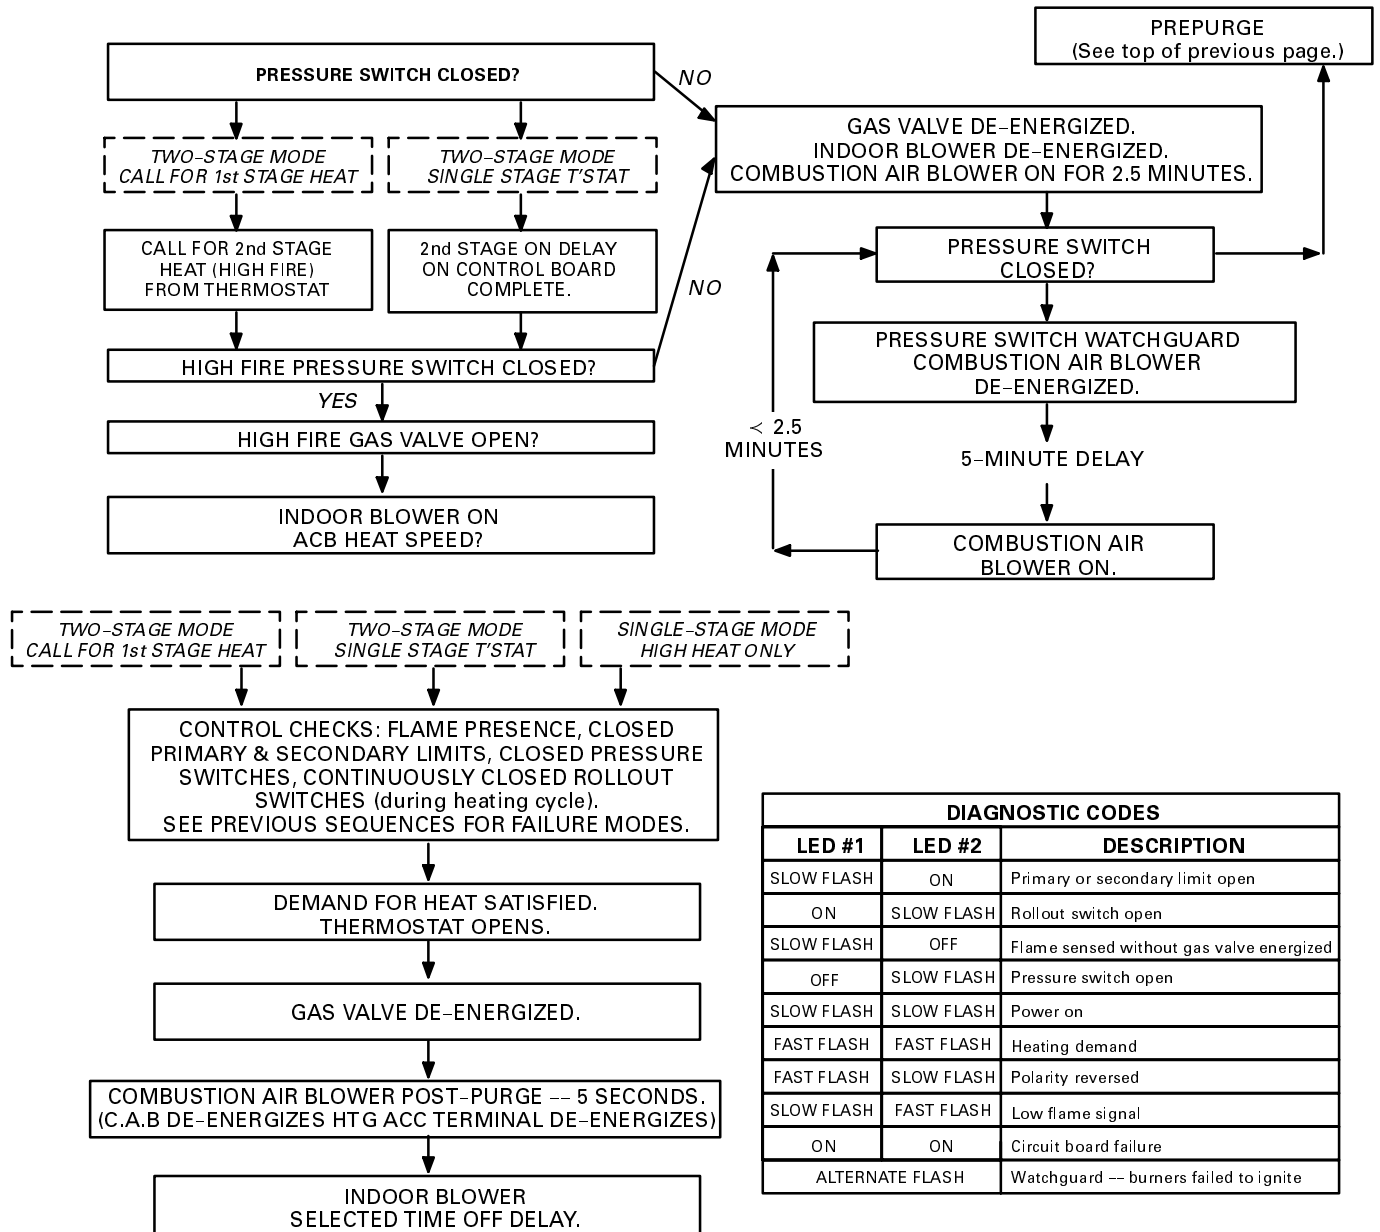 PREPURGE
(See top of previous page.)
PRESSURE SWITCH CLOSED?
NO
GAS VALVE DE-ENERGIZED.
INDOOR BLOWER DE-ENERGIZED.
COMBUSTION AIR BLOWER ON FOR 2.5 MINUTES.
TWO-STAGE MODE
CALL FOR 1st STAGE HEAT
TWO-STAGE MODE
SINGLE STAGE T'STAT
CALL FOR 2nd STAGE
HEAT (HIGH FIRE)
FROM THERMOSTAT
2nd STAGE ON DELAY
ON CONTROL BOARD
COMPLETE.
NO
PRESSURE SWITCH
CLOSED?
HIGH FIRE PRESSURE SWITCH CLOSED?
YES
HIGH FIRE GAS VALVE OPEN?
INDOOR BLOWER ON
ACB HEAT SPEED?
PRESSURE SWITCH WATCHGUARD
COMBUSTION AIR BLOWER
DE-ENERGIZED.
< 2.5
MINUTES
5-MINUTE DELAY
COMBUSTION AIR
BLOWER ON.
TWO-STAGE MODE
CALL FOR 1st STAGE HEAT
TWO-STAGE MODE
SINGLE STAGE T'STAT
SINGLE-STAGE MODE
HIGH HEAT ONLY
CONTROL CHECKS: FLAME PRESENCE, CLOSED
PRIMARY & SECONDARY LIMITS, CLOSED PRESSURE
SWITCHES, CONTINUOUSLY CLOSED ROLLOUT
SWITCHES (during heating cycle).
SEE PREVIOUS SEQUENCES FOR FAILURE MODES.
DEMAND FOR HEAT SATISFIED.
THERMOSTAT OPENS.
GAS VALVE DE-ENERGIZED.
COMBUSTION AIR BLOWER POST-PURGE -- 5 SECONDS.
(C.A.B DE-ENERGIZES HTG ACC TERMINAL DE-ENERGIZES)
INDOOR BLOWER
SELECTED TIME OFF DELAY.
DIAGNOSTIC CODES
LED #1 LED #2 DESCRIPTION
SLOW FLASH ON Primary or secondary limit open
ON SLOW FLASH Rollout switch open
SLOW FLASH OFF Flame sensed without gas valve energized
OFF SLOW FLASH Pressure switch open
SLOW FLASH SLOW FLASH Power on
FAST FLASH FAST FLASH Heating demand
FAST FLASH SLOW FLASH Polarity reversed
SLOW FLASH FAST FLASH Low flame signal
ON ON Circuit board failure
ALTERNATE FLASH Watchguard -- burners failed to ignite